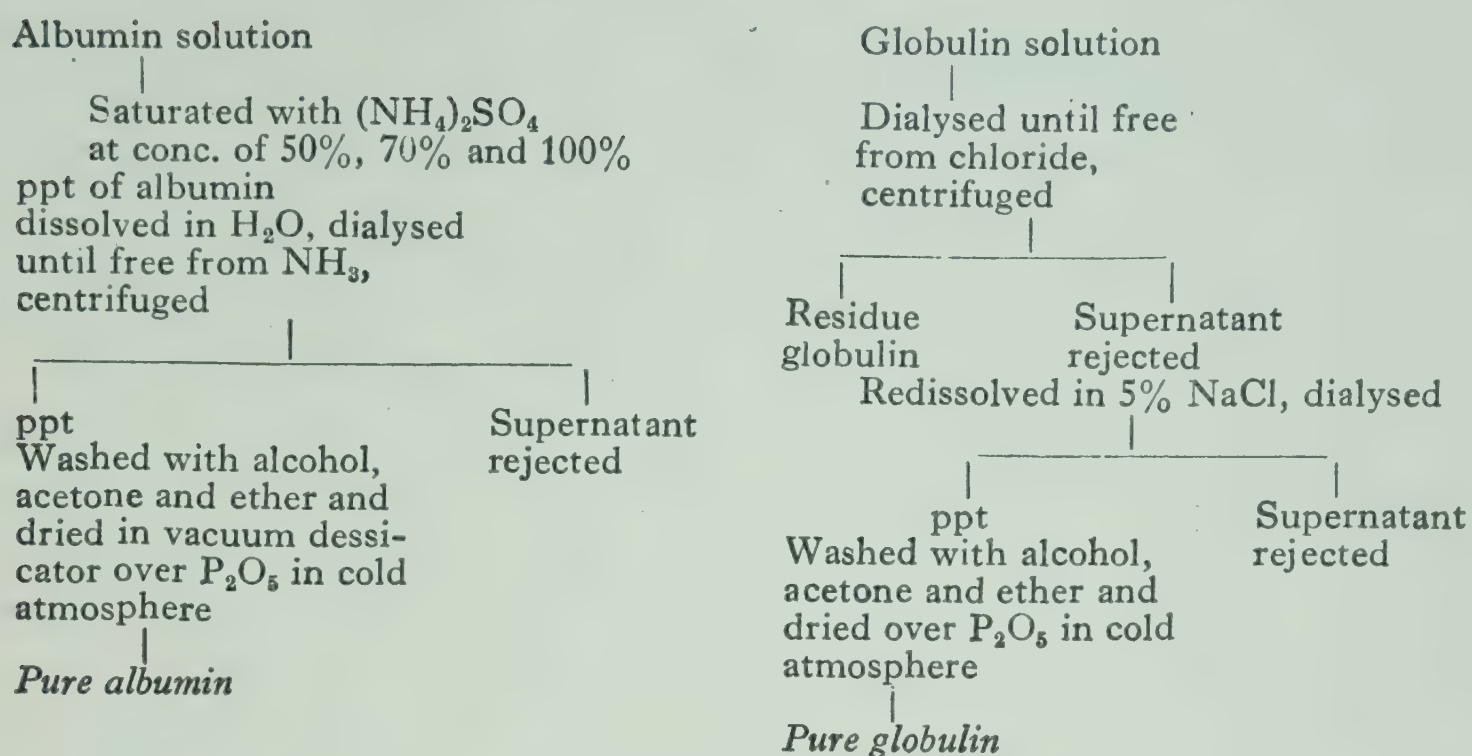 Albumin solution
Saturated with (NH₄)₂SO₄
at conc. of 50%, 70% and 100%
ppt of albumin
dissolved in H₂O, dialysed
until free from NH₃,
centrifuged
ppt
Washed with alcohol,
acetone and ether and
dried in vacuum dessi-
cator over P₂O₅ in cold
atmosphere
Supernatant
rejected
Pure albumin
Globulin solution
Dialysed until free
from chloride,
centrifuged
Residue
globulin
Supernatant
rejected
Redissolved in 5% NaCl, dialysed
ppt
Washed with alcohol,
acetone and ether and
dried over P₂O₅ in cold
atmosphere
Supernatant
rejected
Pure globulin